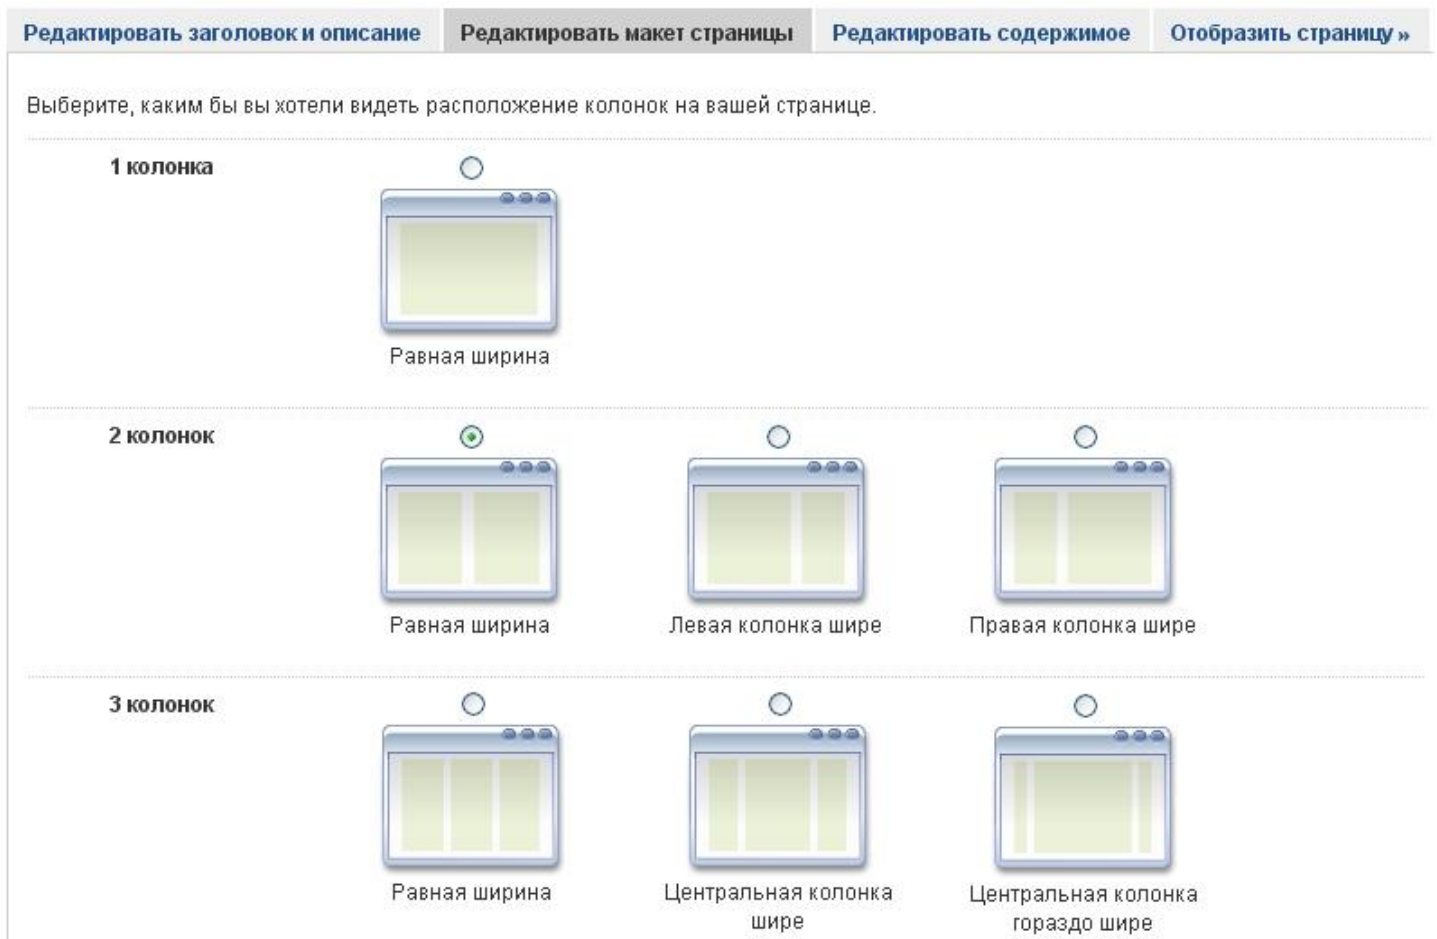 Редактировать заголовок и описание Редактировать макет страницы Редактировать содержимое Отобразить страницу »
Выберите, каким бы вы хотели видеть расположение колонок на вашей странице.
1 колонка
Равная ширина
2 колонок
Равная ширина Левая колонка шире Правая колонка шире
3 колонок
Равная ширина Центральная колонка шире Центральная колонка гораздо шире